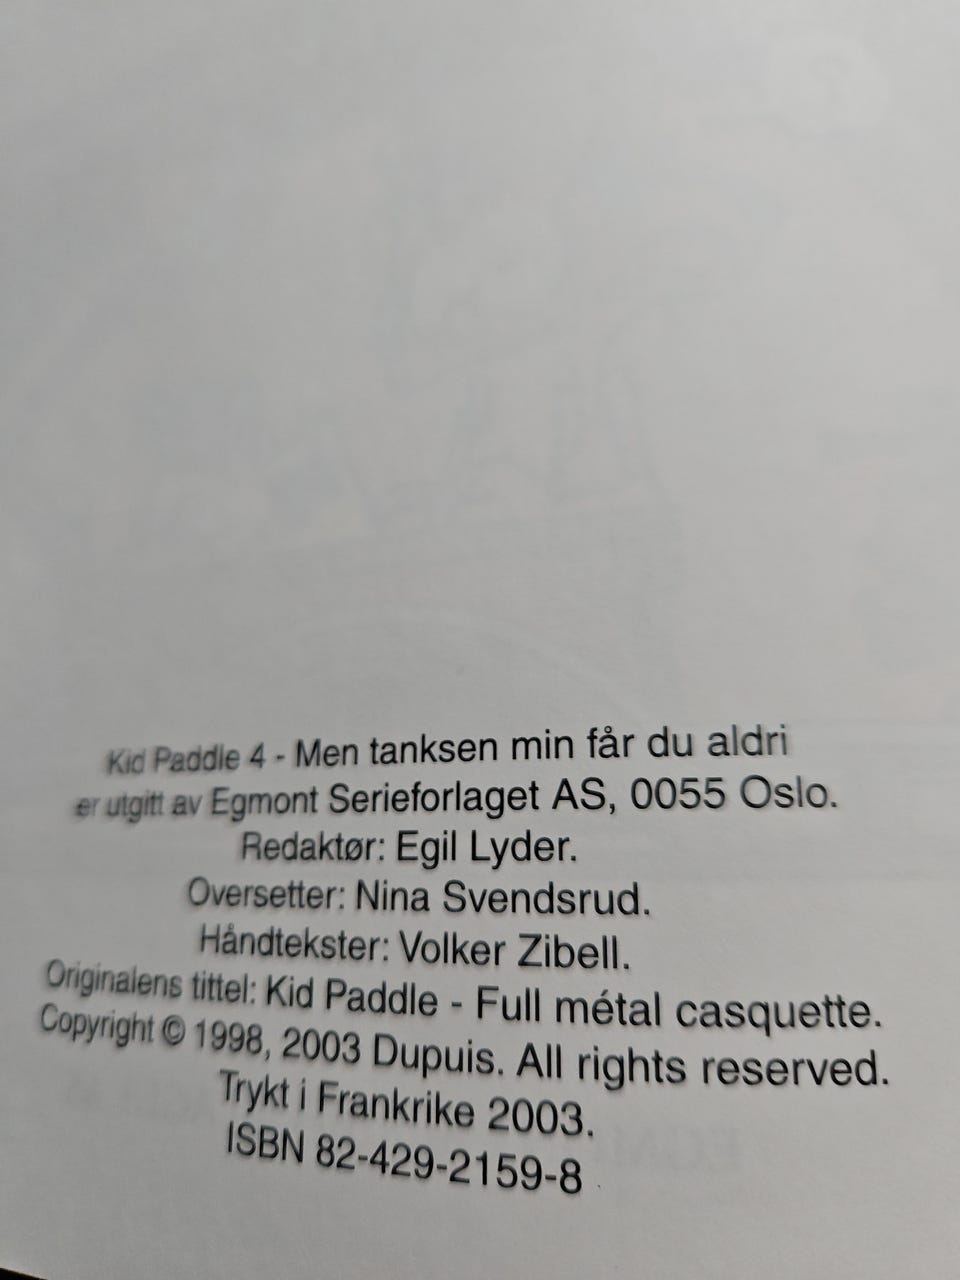 Kid Paddle 4 - Men tanksen min får du aldri
er utgitt av Egmont Serieforlaget AS, 0055 Oslo.
Redaktør: Egil Lyder.
Oversetter: Nina Svendsrud.
Håndtekster: Volker Zibell.
Originalens tittel: Kid Paddle - Full métal casquette.
Copyright © 1998, 2003 Dupuis. All rights reserved.
Trykt i Frankrike 2003.
ISBN 82-429-2159-8